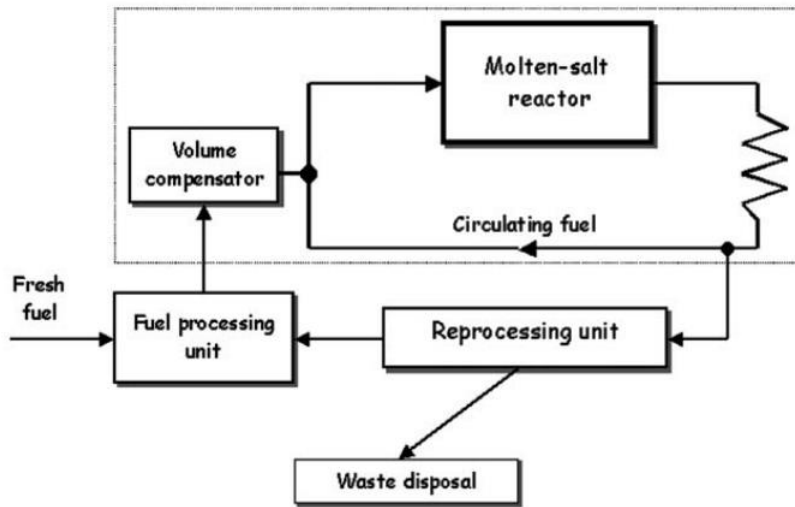 Molten-salt
reactor
Volume
compensator
Circulating fuel
Fresh
fuel
Fuel processing
unit
Reprocessing unit
Waste disposal